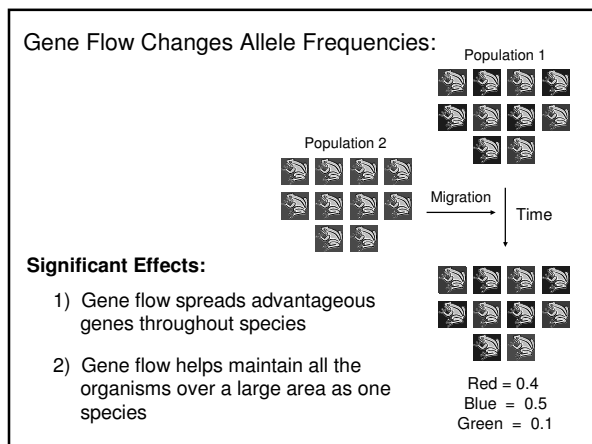 Gene Flow Changes Allele Frequencies:
Population 1
Population 2
Migration
Time
Significant Effects:
1) Gene flow spreads advantageous
genes throughout species
2) Gene flow helps maintain all the
organisms over a large area as one
species
Red = 0.4
Blue = 0.5
Green = 0.1